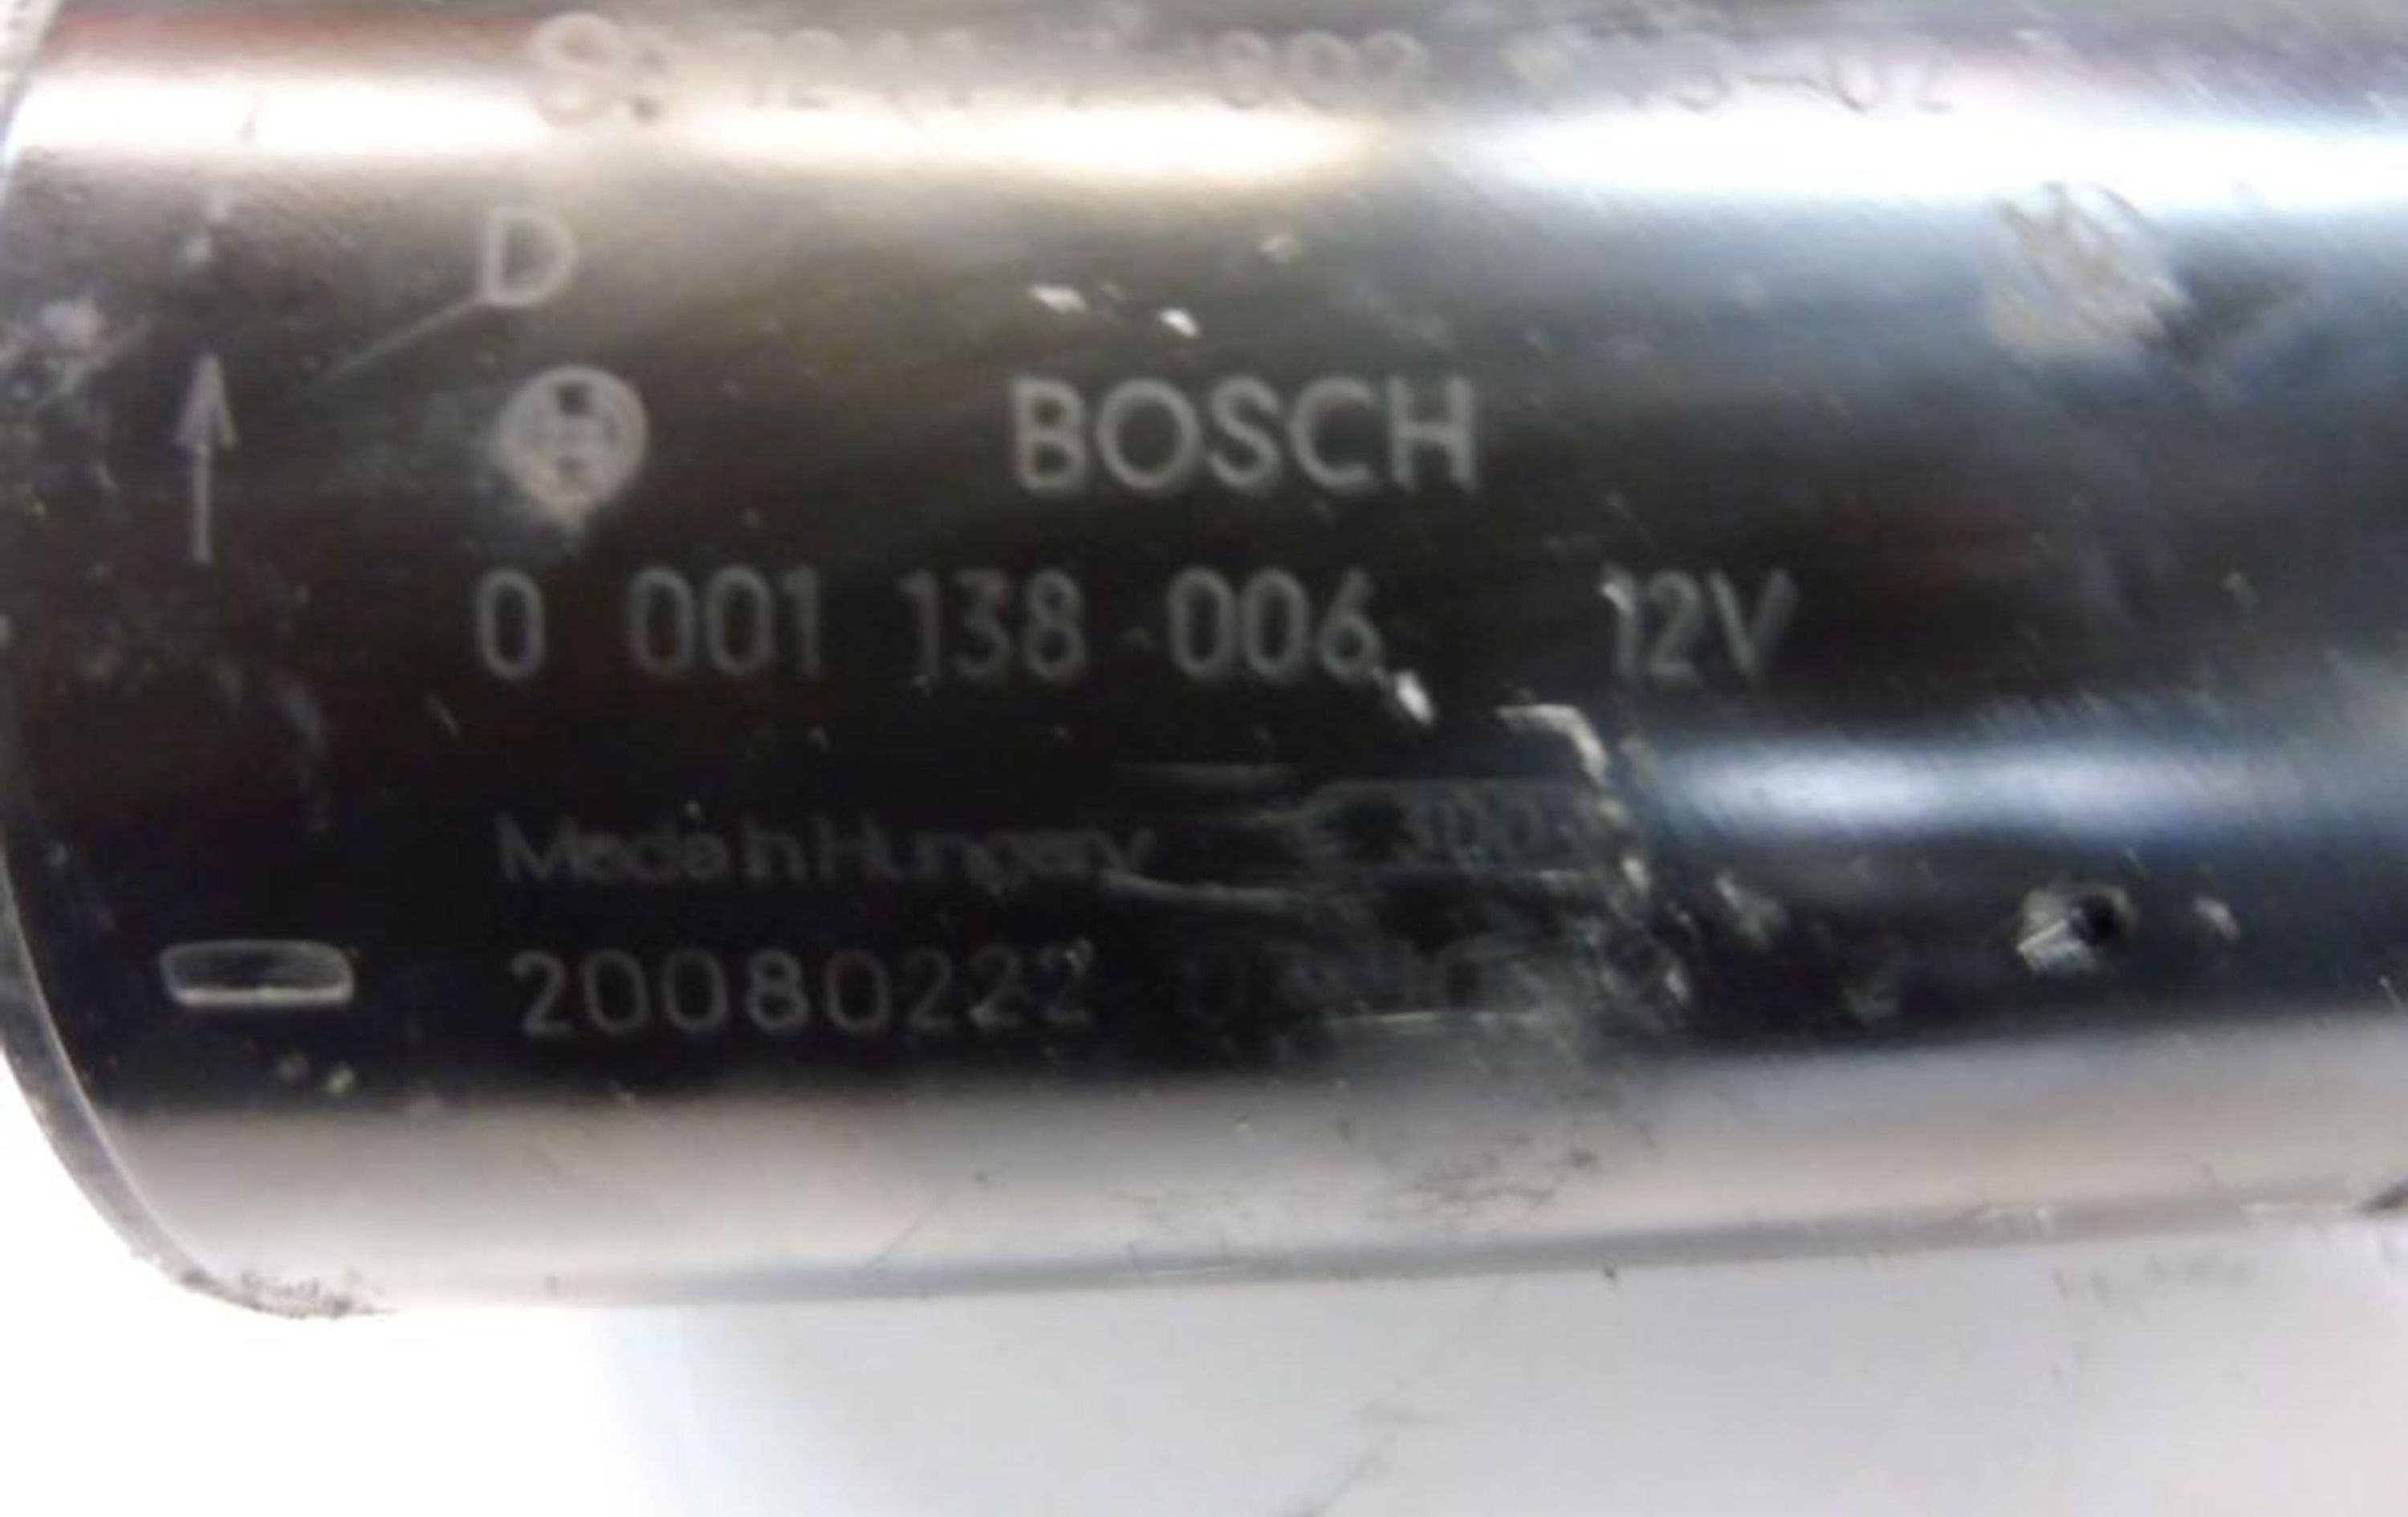 D
BOSCH
0 001 138 006 12V
Made in Hungary
20080222